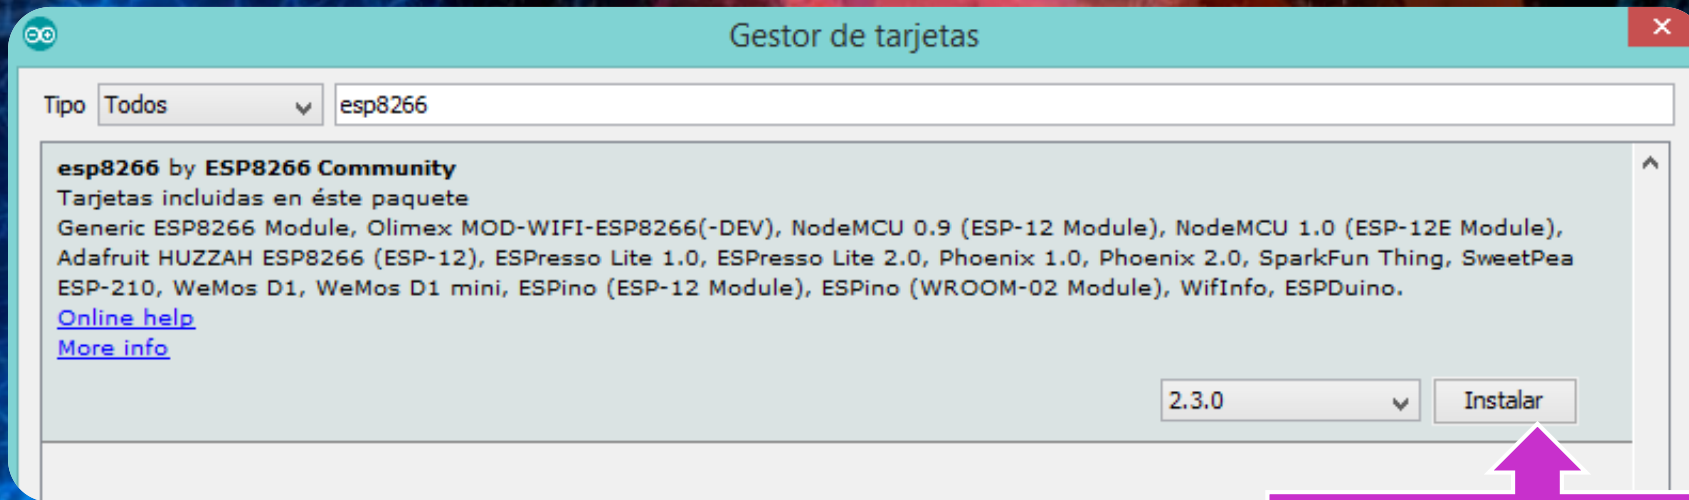 Gestor de tarjetas
Tipo Todos esp8266
esp8266 by ESP8266 Community
Tarjetas incluidas en éste paquete
Generic ESP8266 Module, Olimex MOD-WIFI-ESP8266(-DEV), NodeMCU 0.9 (ESP-12 Module), NodeMCU 1.0 (ESP-12E Module),
Adafruit HUZZAH ESP8266 (ESP-12), ESPresso Lite 1.0, ESPresso Lite 2.0, Phoenix 1.0, Phoenix 2.0, SparkFun Thing, SweetPea
ESP-210, WeMos D1, WeMos D1 mini, ESPino (ESP-12 Module), ESPino (WROOM-02 Module), WifInfo, ESPDuino.
Online help
More info
2.3.0 Instalar